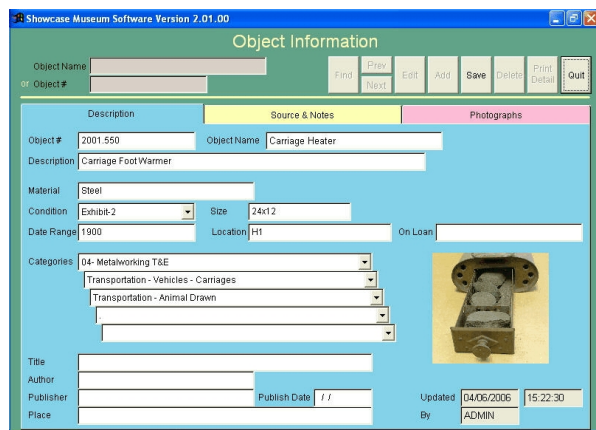 Showcase Museum Software Version 2.01.00
Object Information
Object Name
or Object #
Find Prev Next Edit Add Save Delete Print Detail Quit
Description Source & Notes Photographs
Object # 2001.550 Object Name Carriage Heater
Description Carriage Foot Warmer
Material Steel
Condition Exhibit-2 Size 24x12
Date Range 1900 Location H1 On Loan
Categories 04- Metalworking T&E
Transportation - Vehicles - Carriages
Transportation - Animal Drawn
.
Title
Author
Publisher Publish Date / / Updated 04/06/2006 15:22:30
Place By ADMIN